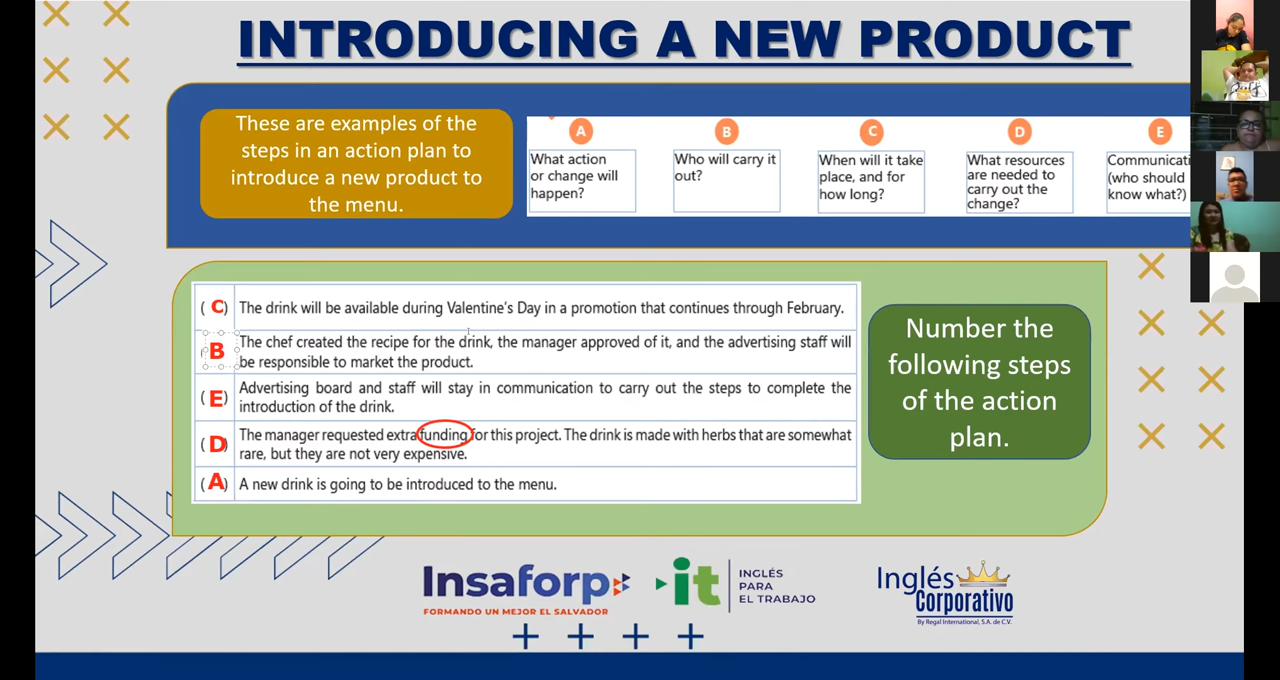 INTRODUCING A NEW PRODUCT
These are examples of the
steps in an action plan to
introduce a new product to
the menu.
A
What action
or change will
happen?
B
Who will carry it
out?
C
When will it take
place, and for
how long?
D
What resources
are needed to
carry out the
change?
E
Communicati
(who should
know what?)
( C ) The drink will be available during Valentine's Day in a promotion that continues through February.
( B The chef created the recipe for the drink, the manager approved of it, and the advertising staff will
be responsible to market the product.
( E ) Advertising board and staff will stay in communication to carry out the steps to complete the
introduction of the drink.
( D ) The manager requested extra funding for this project. The drink is made with herbs that are somewhat
rare, but they are not very expensive.
( A ) A new drink is going to be introduced to the menu.
Number the
following steps
of the action
plan.
Insaforp
FORMANDO UN MEJOR EL SALVADOR
it
INGLÉS
PARA
EL TRABAJO
Inglés
Corporativo
By Regal International, S.A. de C.V.